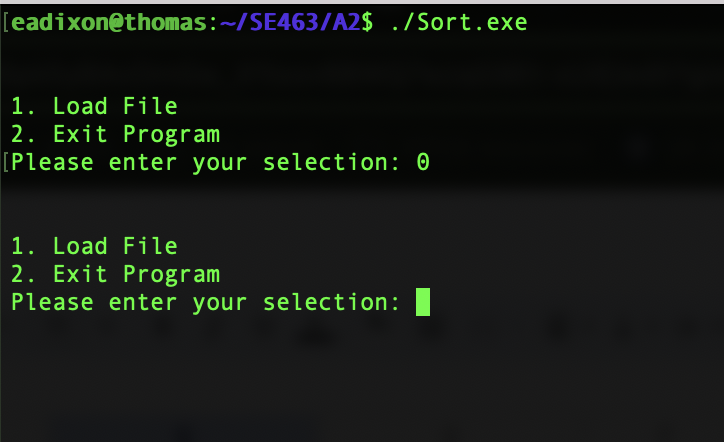 [eadixon@thomas:~/SE463/A2$ ./Sort.exe
1. Load File
2. Exit Program
[Please enter your selection: 0
1. Load File
2. Exit Program
Please enter your selection: